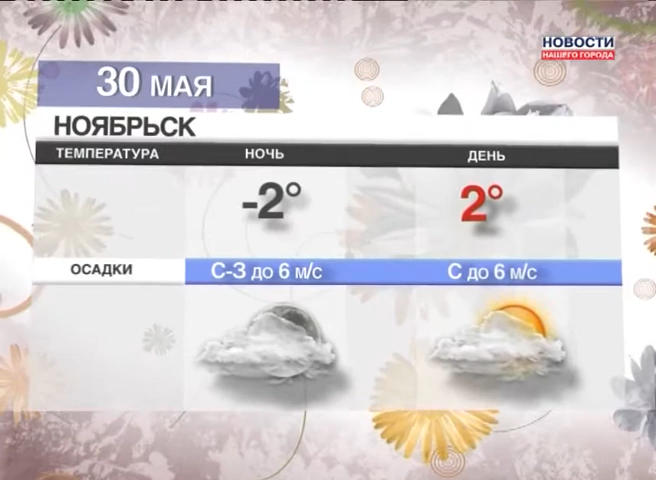 НОВОСТИ
НАШЕГО ГОРОДА
30 МАЯ
НОЯБРЬСК
ТЕМПЕРАТУРА НОЧЬ ДЕНЬ
-2° 2°
ОСАДКИ С-З ДО 6 М/С С ДО 6 М/С